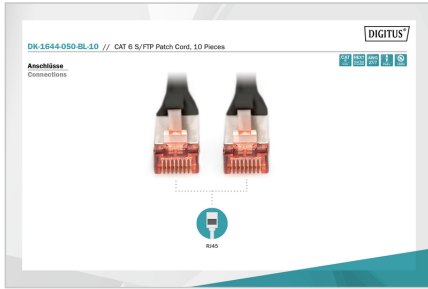 DIGITUS®
DK-1644-050-BL-10 // CAT 6 S/FTP Patch Cord, 10 Pieces
Anschlüsse
Connections
RJ45